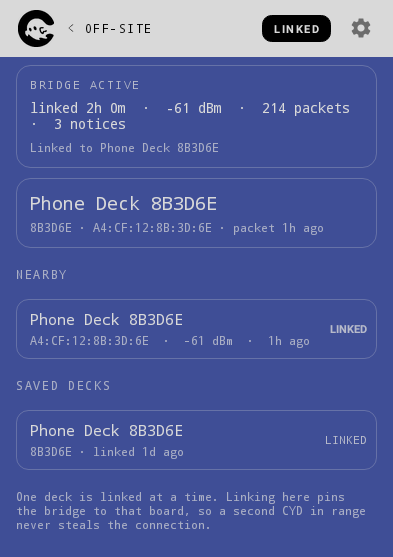 < OFF-SITE LINKED
BRIDGE ACTIVE
linked 2h 0m · -61 dBm · 214 packets
· 3 notices
Linked to Phone Deck 8B3D6E
Phone Deck 8B3D6E
8B3D6E · A4:CF:12:8B:3D:6E · packet 1h ago
NEARBY
Phone Deck 8B3D6E
LINKED
A4:CF:12:8B:3D:6E · -61 dBm · 1h ago
SAVED DECKS
Phone Deck 8B3D6E
LINKED
8B3D6E · linked 1d ago
One deck is linked at a time. Linking here pins
the bridge to that board, so a second CYD in range
never steals the connection.